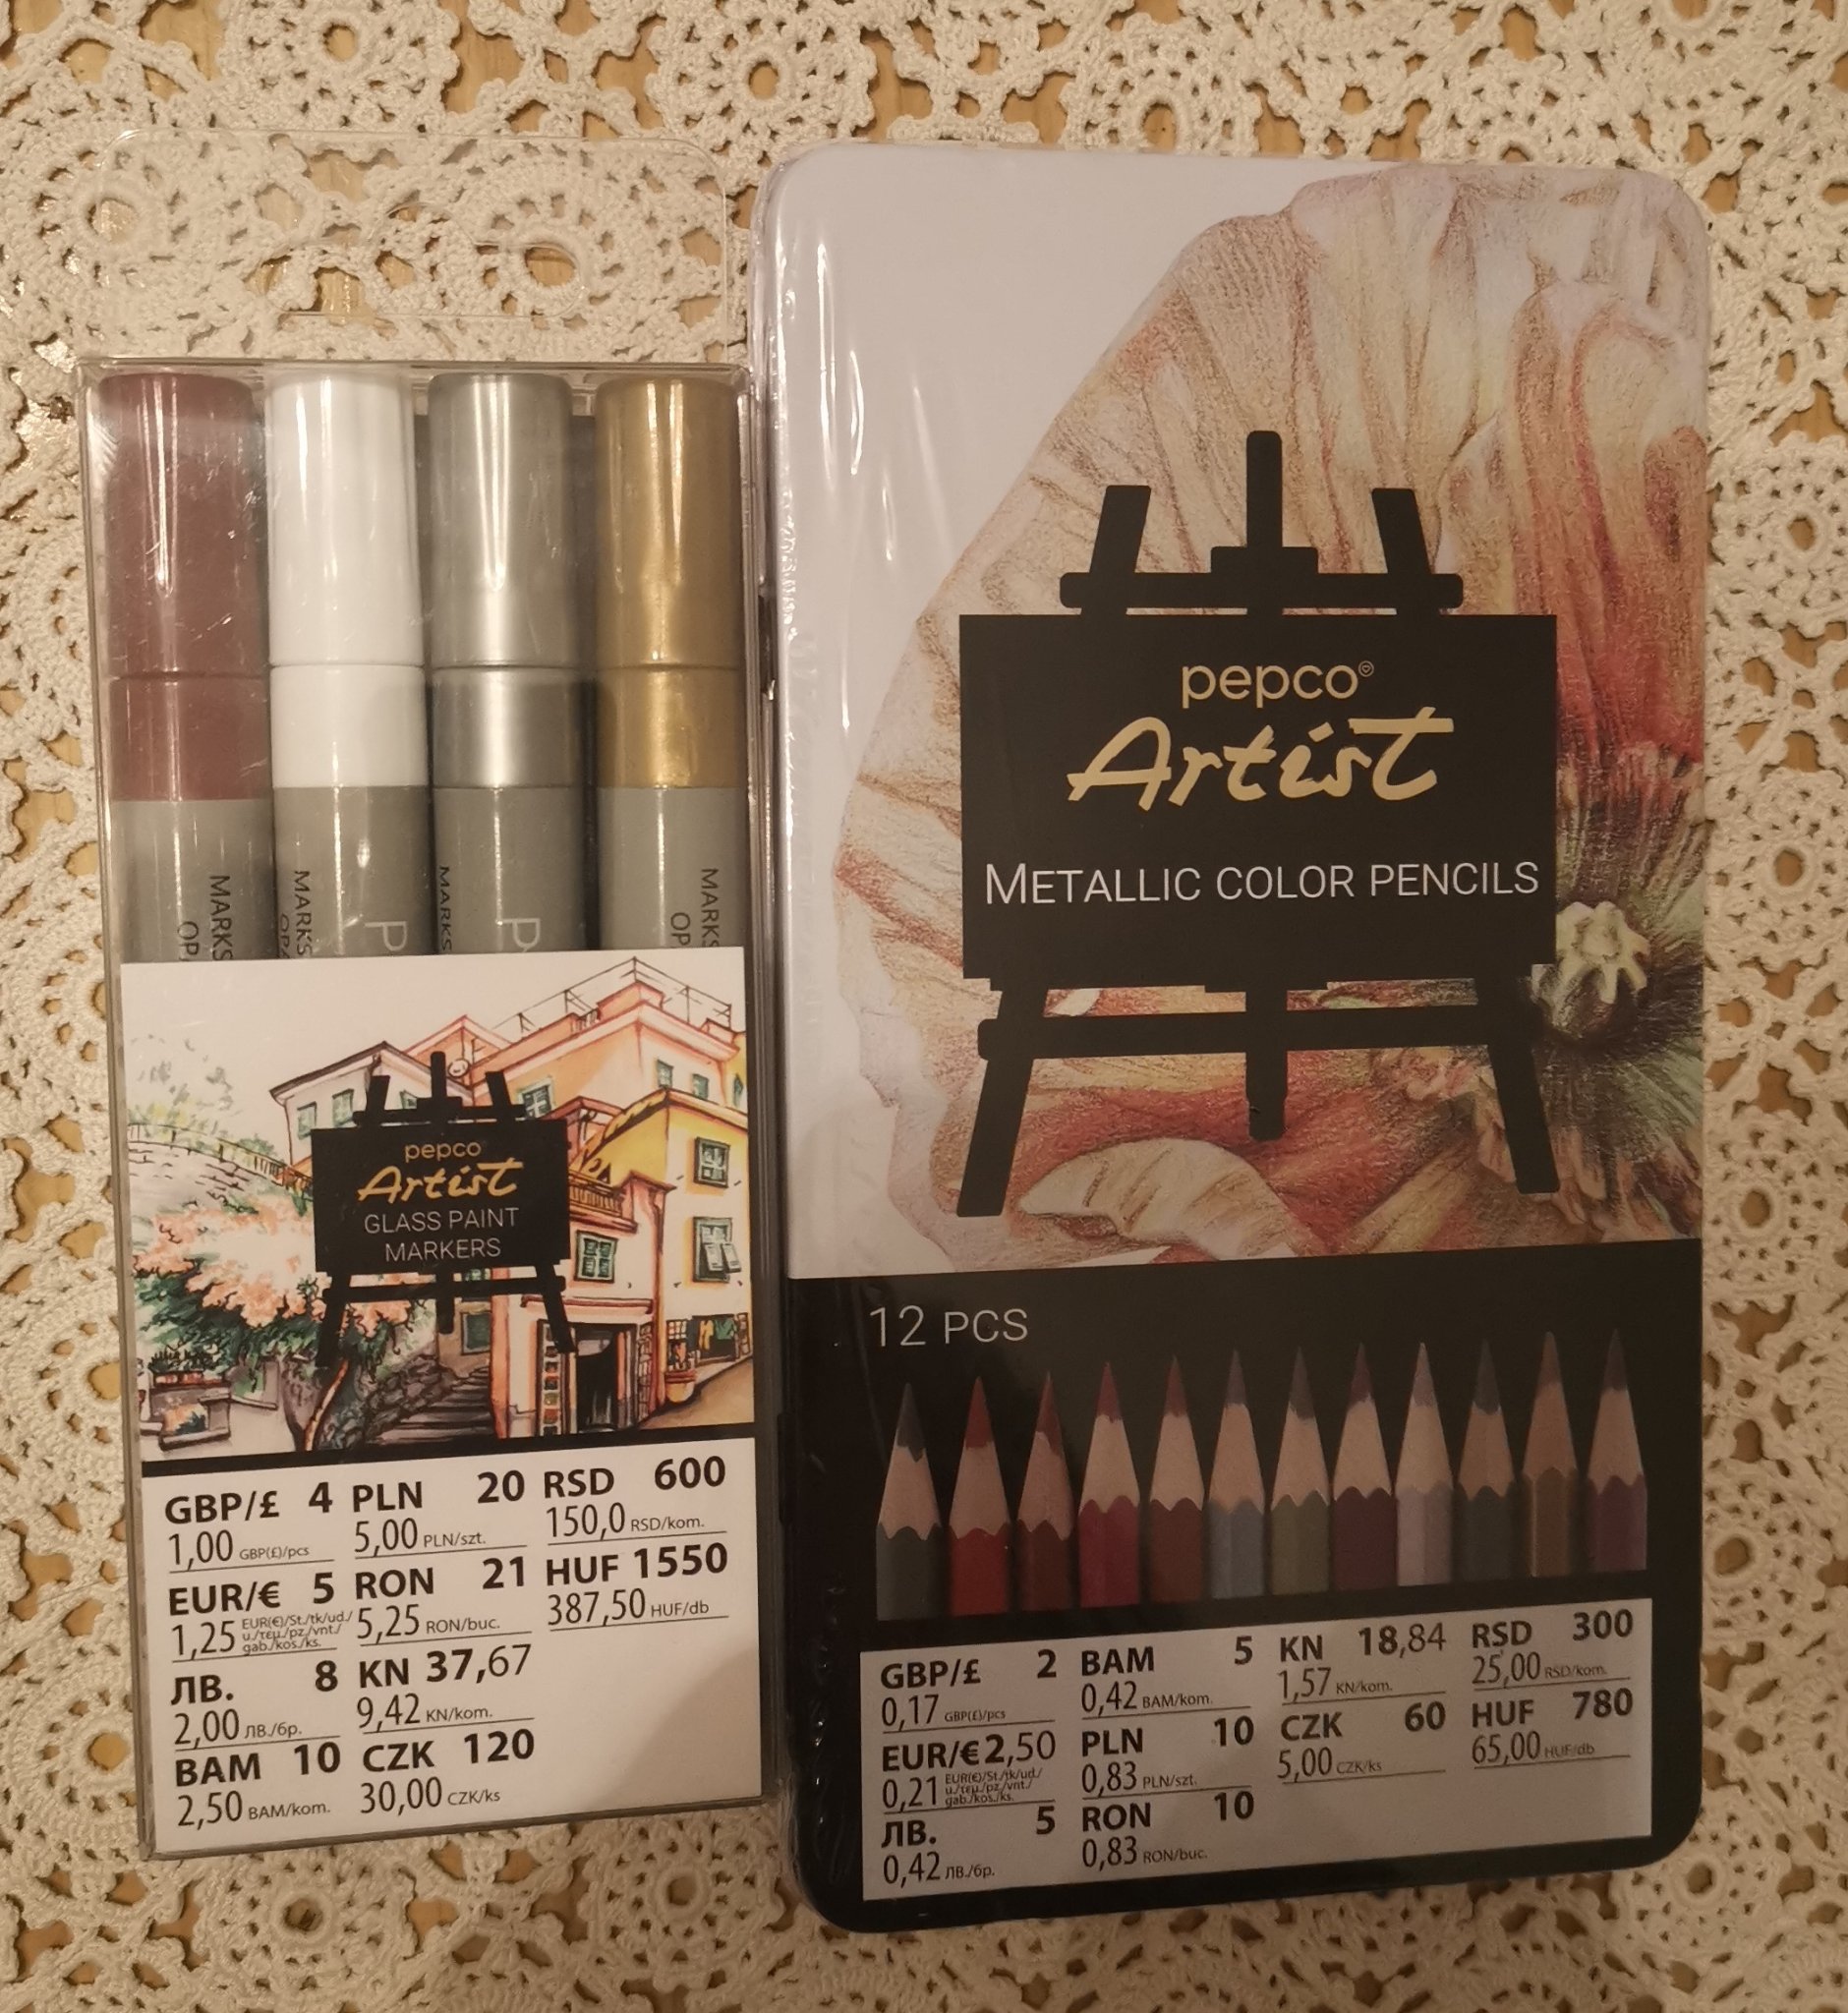 MARKS
OP
MARKS
OP
P
MARKS
P
MARKS
OP
pepco
Artist
GLASS PAINT
MARKERS
GBP/£ 4
1,00 GBP(£)/pcs
EUR/€ 5
1,25 EUR(€)/St./tk/ud./
u./τεμ./pz./vnt./
gab./kos./ks.
ЛВ. 8
2,00 ЛВ./бр.
BAM 10
2,50 BAM/kom.
PLN 20
5,00 PLN/szt.
RON 21
5,25 RON/buc.
KN 37,67
9,42 KN/kom.
CZK 120
30,00 CZK/ks
RSD 600
150,0 RSD/kom.
HUF 1550
387,50 HUF/db
pepco
Artist
METALLIC COLOR PENCILS
12 PCS
GBP/£ 2
0,17 GBP(£)/pcs
EUR/€ 2,50
0,21 EUR(€)/St./tk/ud./
u./τεμ./pz./vnt./
gab./kos./ks.
ЛВ. 5
0,42 ЛВ./бр.
BAM 5
0,42 BAM/kom.
PLN 10
0,83 PLN/szt.
RON 10
0,83 RON/buc.
KN 18,84
1,57 KN/kom.
CZK 60
5,00 CZK/ks
RSD 300
25,00 RSD/kom.
HUF 780
65,00 HUF/db